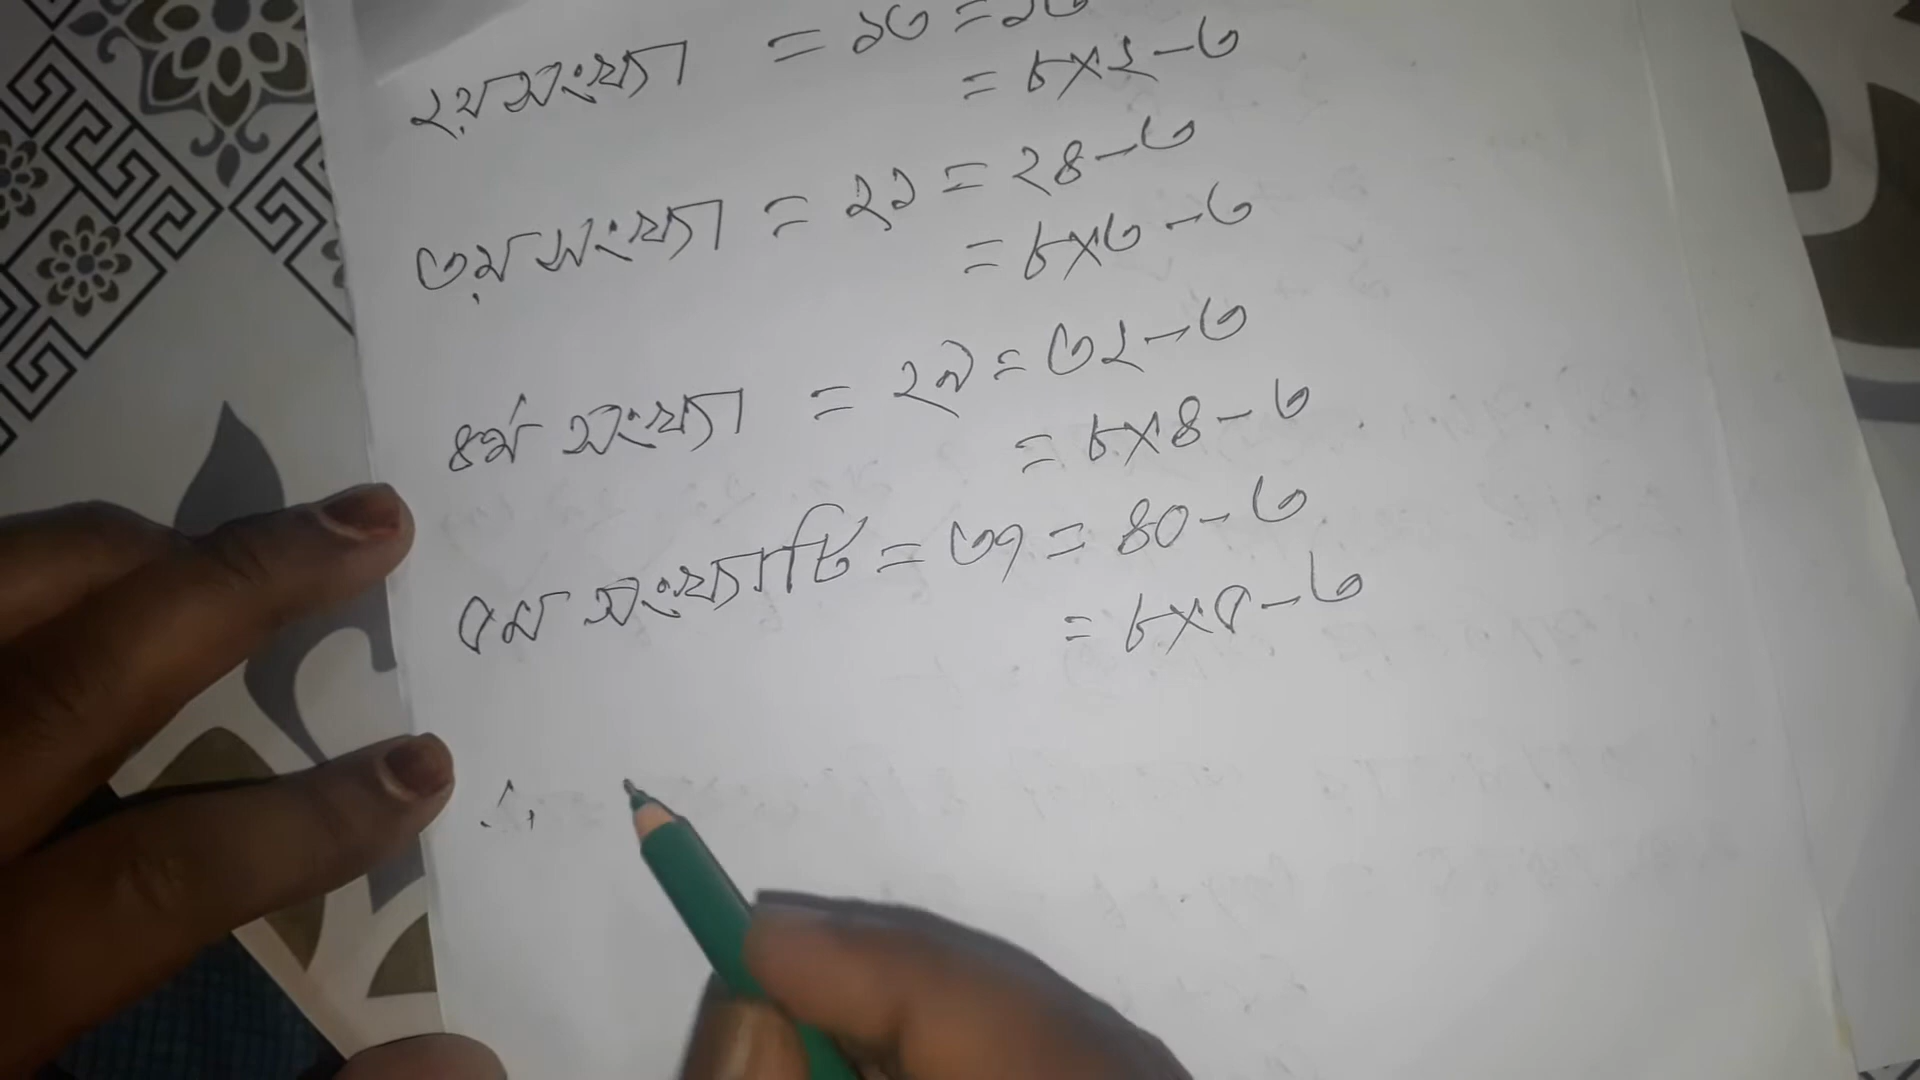 ২য় সংখ্যা = ১৩ = ১৬
= ৮×২-৩
৩য় সংখ্যা = ২১ = ২৪-৩
= ৮×৩-৩
৪র্থ সংখ্যা = ২৯ = ৩২-৩
= ৮×৪-৩
৫ম সংখ্যাটি = ৩৭ = ৪০-৩
= ৮×৫-৩
∴